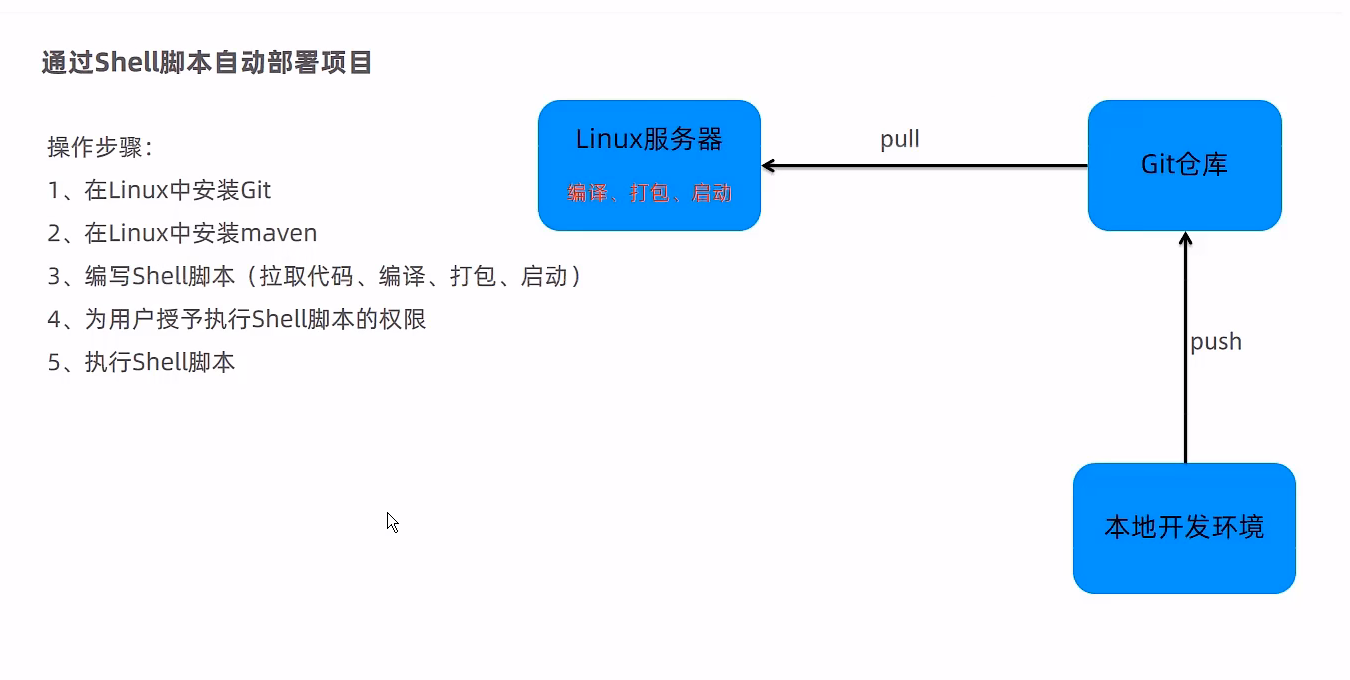 通过Shell脚本自动部署项目
操作步骤：
1、在Linux中安装Git
2、在Linux中安装maven
3、编写Shell脚本（拉取代码、编译、打包、启动）
4、为用户授予执行Shell脚本的权限
5、执行Shell脚本
Linux服务器
编译、打包、启动
pull
Git仓库
push
本地开发环境